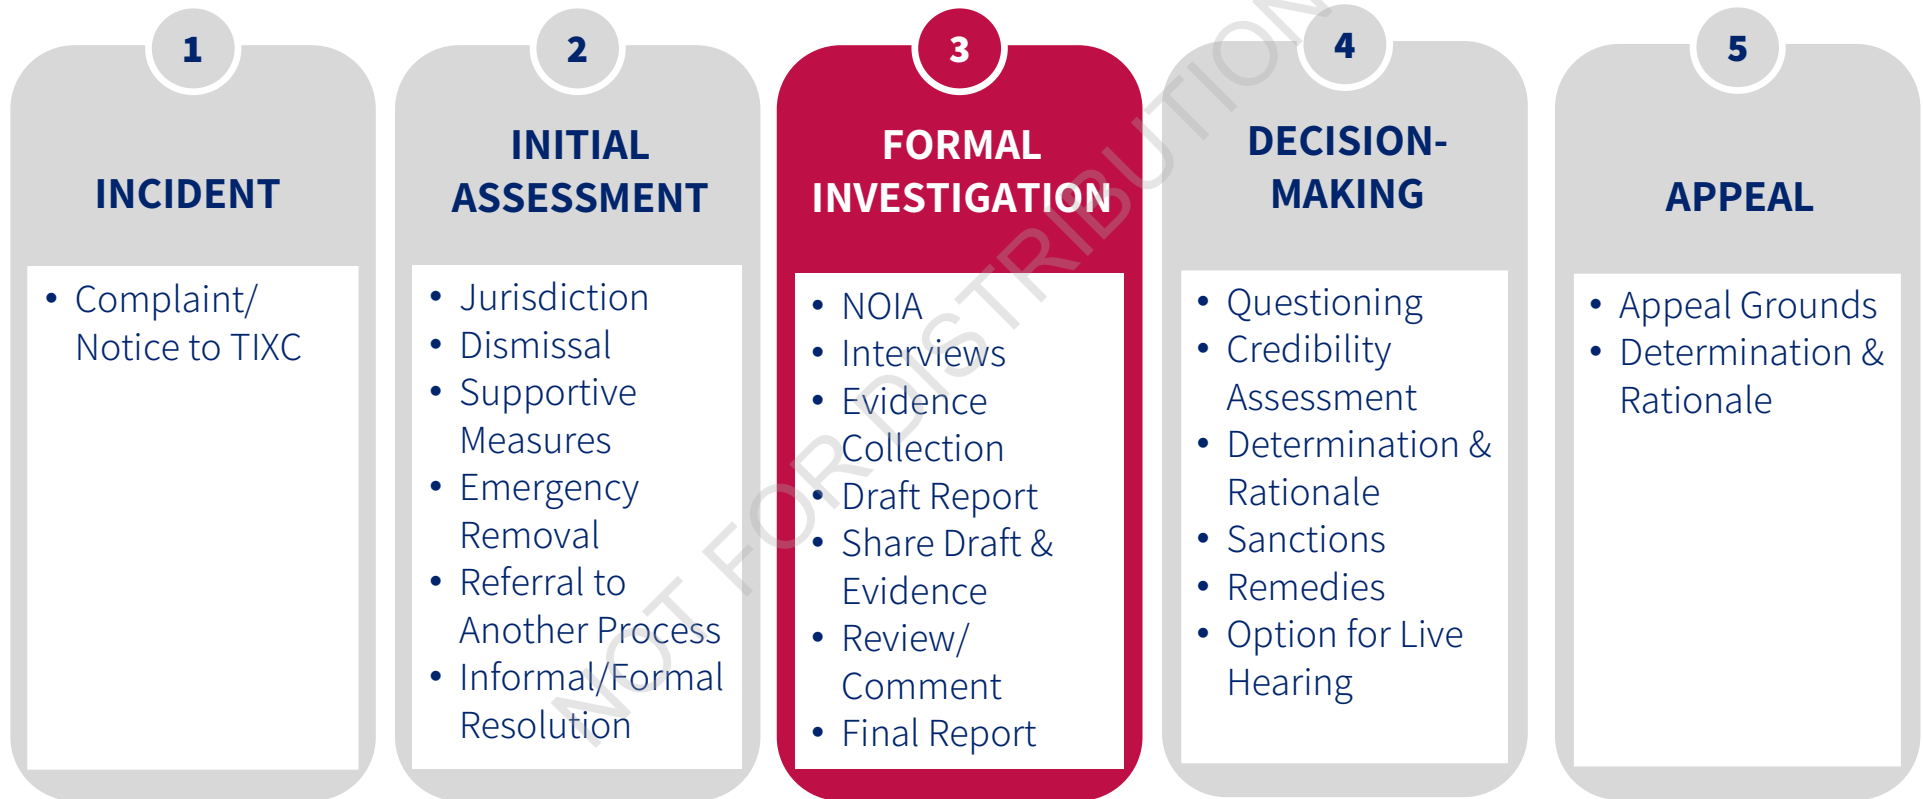 1
INCIDENT
• Complaint/
Notice to TIXC
2
INITIAL
ASSESSMENT
• Jurisdiction
• Dismissal
• Supportive
Measures
• Emergency
Removal
• Referral to
Another Process
• Informal/Formal
Resolution
3
FORMAL
INVESTIGATION
• NOIA
• Interviews
• Evidence
Collection
• Draft Report
• Share Draft &
Evidence
• Review/
Comment
• Final Report
4
DECISION-
MAKING
• Questioning
• Credibility
Assessment
• Determination &
Rationale
• Sanctions
• Remedies
• Option for Live
Hearing
5
APPEAL
• Appeal Grounds
• Determination &
Rationale
NOT FOR DISTRIBUTION